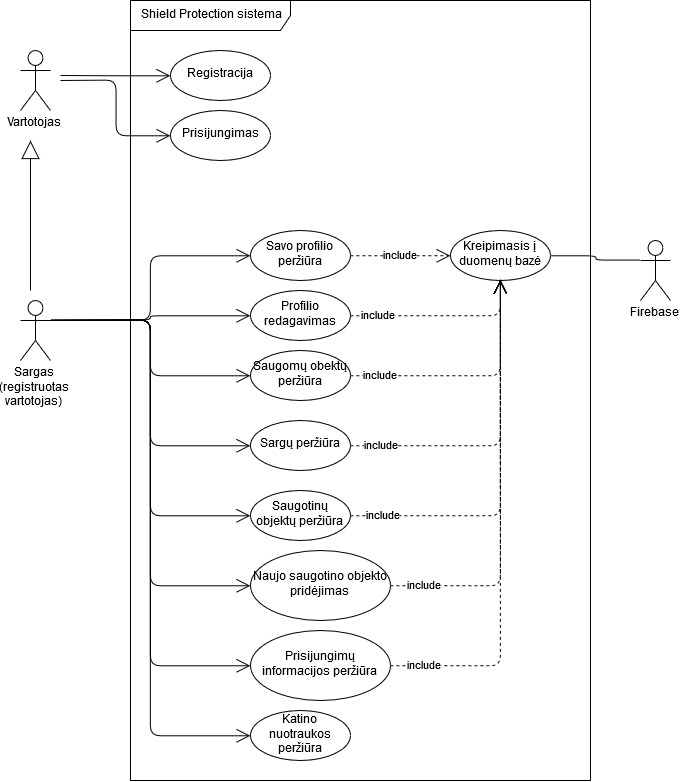 Shield Protection sistema
Registracija
Vartotojas
Prisijungimas
Savo profilio
peržiūra
include
Kreipimasis į
duomenų bazė
Firebase
Profilio
redagavimas
include
Sargas
(registruotas
vartotojas)
Saugomų obektų
peržiūra
include
Sargų peržiūra
include
Saugotinų
objektų peržiūra
include
Naujo saugotino objekto
pridėjimas
include
Prisijungimų
informacijos peržiūra
include
Katino
nuotraukos
peržiūra